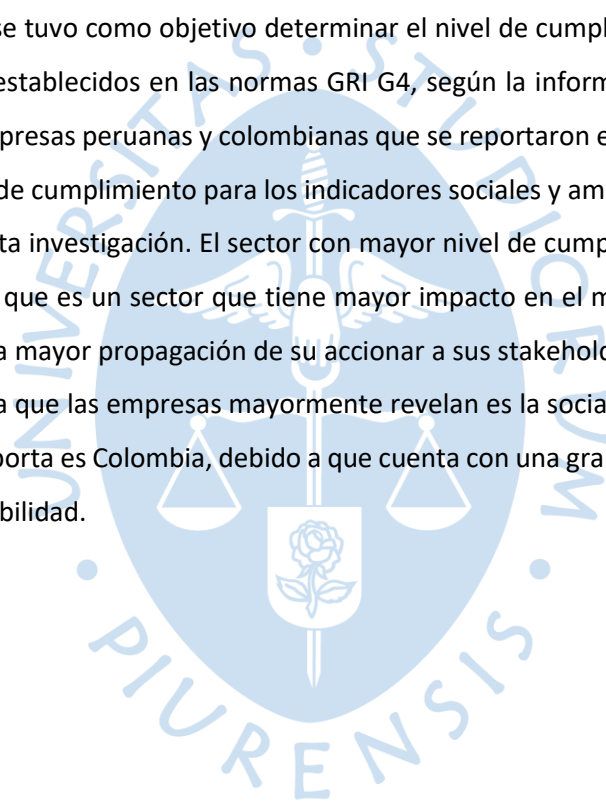 se tuvo como objetivo determinar el nivel de cumpl
establecidos en las normas GRI G4, según la inform
presas peruanas y colombianas que se reportaron e
de cumplimiento para los indicadores sociales y am
ta investigación. El sector con mayor nivel de cump
que es un sector que tiene mayor impacto en el m
a mayor propagación de su accionar a sus stakehold
a que las empresas mayormente revelan es la socia
porta es Colombia, debido a que cuenta con una gra
bilidad.
UNIVERSITAS • STUDIORUM • PIURENSIS •